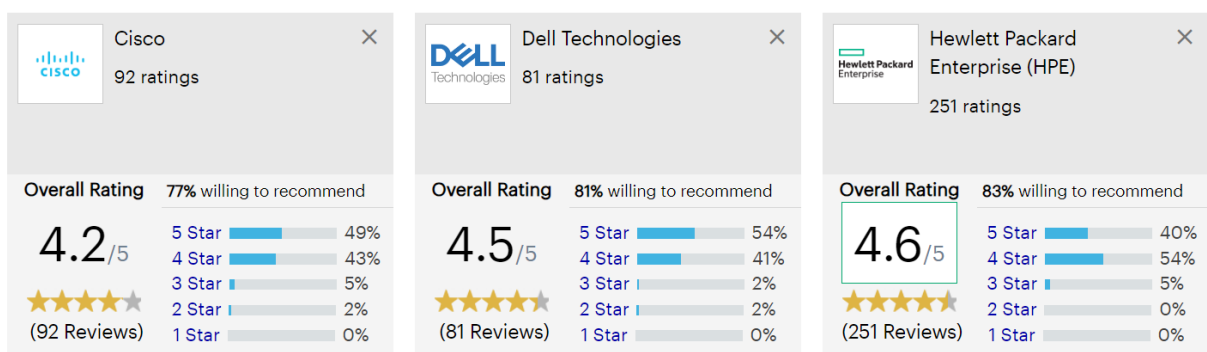 CISCO
Cisco
92 ratings
Overall Rating
77% willing to recommend
4.2/5
(92 Reviews)
5 Star 49%
4 Star 43%
3 Star 5%
2 Star 2%
1 Star 0%
DELL
Technologies
Dell Technologies
81 ratings
Overall Rating
81% willing to recommend
4.5/5
(81 Reviews)
5 Star 54%
4 Star 41%
3 Star 2%
2 Star 2%
1 Star 0%
Hewlett Packard
Enterprise
Hewlett Packard
Enterprise (HPE)
251 ratings
Overall Rating
83% willing to recommend
4.6/5
(251 Reviews)
5 Star 40%
4 Star 54%
3 Star 5%
2 Star 0%
1 Star 0%